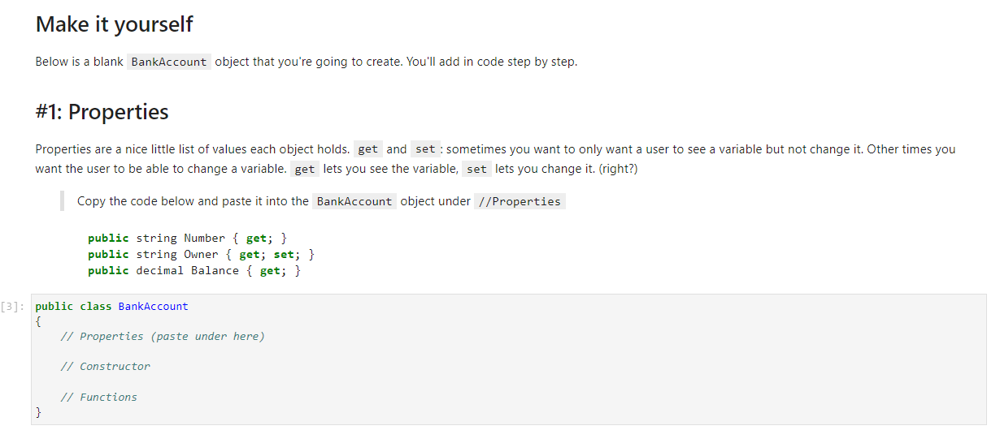 Make it yourself
Below is a blank BankAccount object that you're going to create. You'll add in code step by step.
#1: Properties
Properties are a nice little list of values each object holds. get and set : sometimes you want to only want a user to see a variable but not change it. Other times you
want the user to be able to change a variable. get lets you see the variable, set lets you change it. (right?)
Copy the code below and paste it into the BankAccount object under //Properties
public string Number { get; }
public string Owner { get; set; }
public decimal Balance { get; }
[3]: public class BankAccount
{
// Properties (paste under here)
// Constructor
// Functions
}